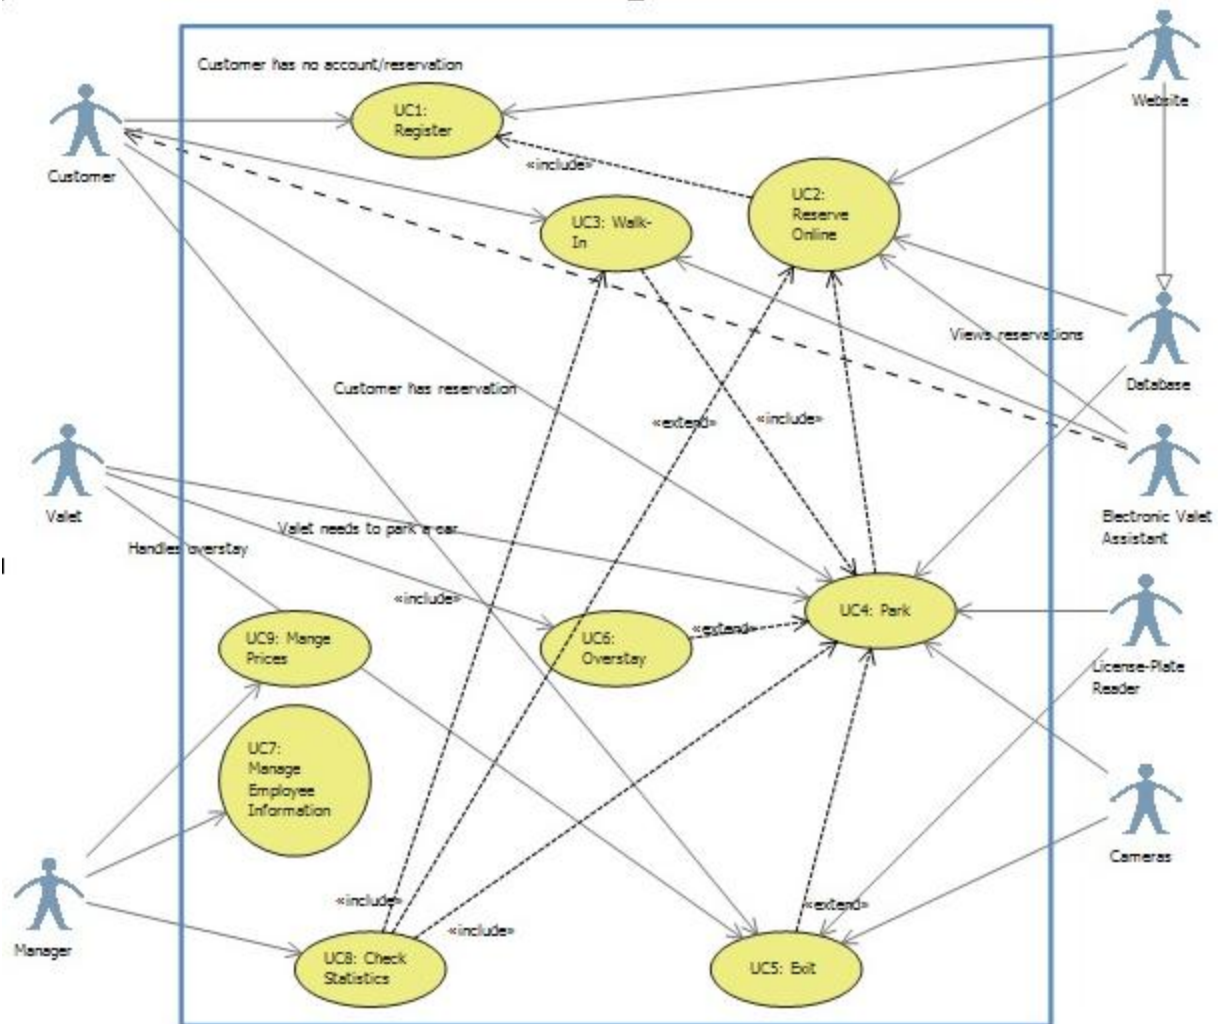 Customer has no account/reservation
UC1:
Register
Website
«include»
Customer
UC2:
Reserve
Online
UC3: Walk-
In
Views reservations
Database
Customer has reservation
«extend»
«include»
Valet
Electronic Valet
Assistant
Valet needs to park a car
Handles overstay
«include»
UC4: Park
UC9: Mange
Prices
UC6:
Overstay
«extend»
License-Plate
Reader
UC7:
Manage
Employee
Information
Cameras
«include»
«extend»
«include»
Manager
UC8: Check
Statistics
UC5: Exit